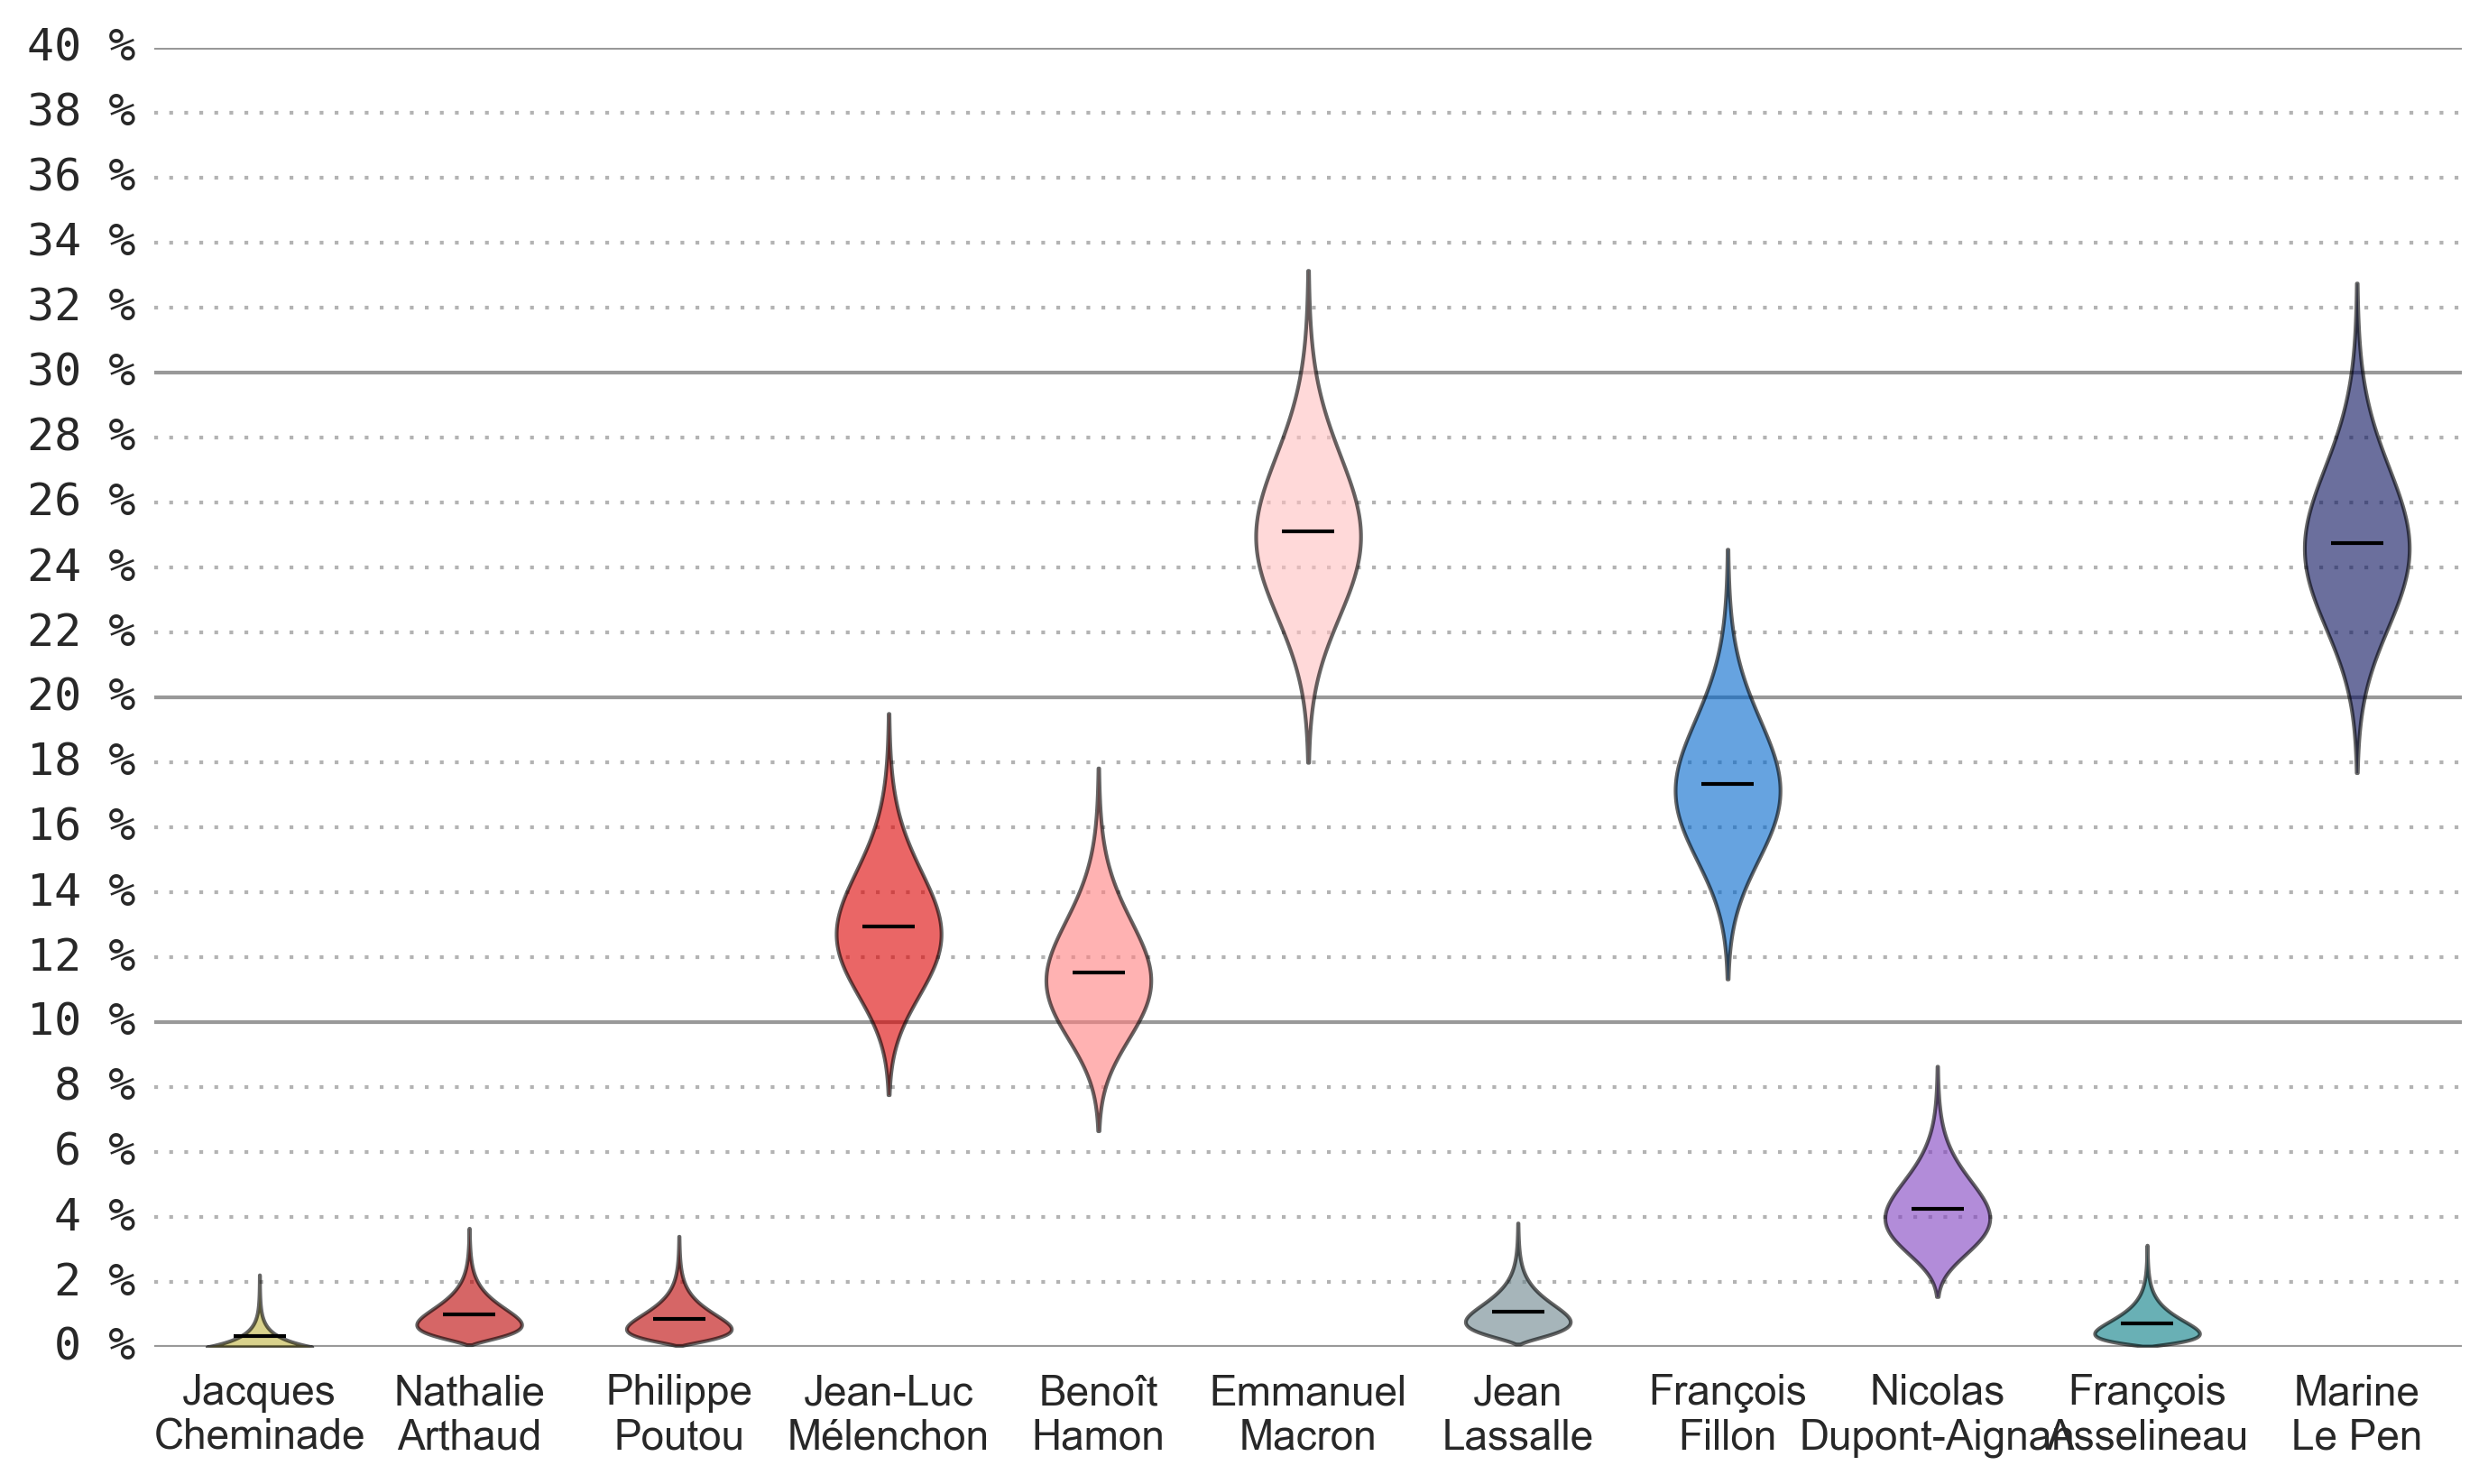 40 %
38 %
36 %
34 %
32 %
30 %
28 %
26 %
24 %
22 %
20 %
18 %
16 %
14 %
12 %
10 %
8 %
6 %
4 %
2 %
0 %
Jacques
Cheminade
Nathalie
Arthaud
Philippe
Poutou
Jean-Luc
Mélenchon
Benoît
Hamon
Emmanuel
Macron
Jean
Lassalle
François
Fillon
Nicolas
Dupont-Aignan
François
Asselineau
Marine
Le Pen